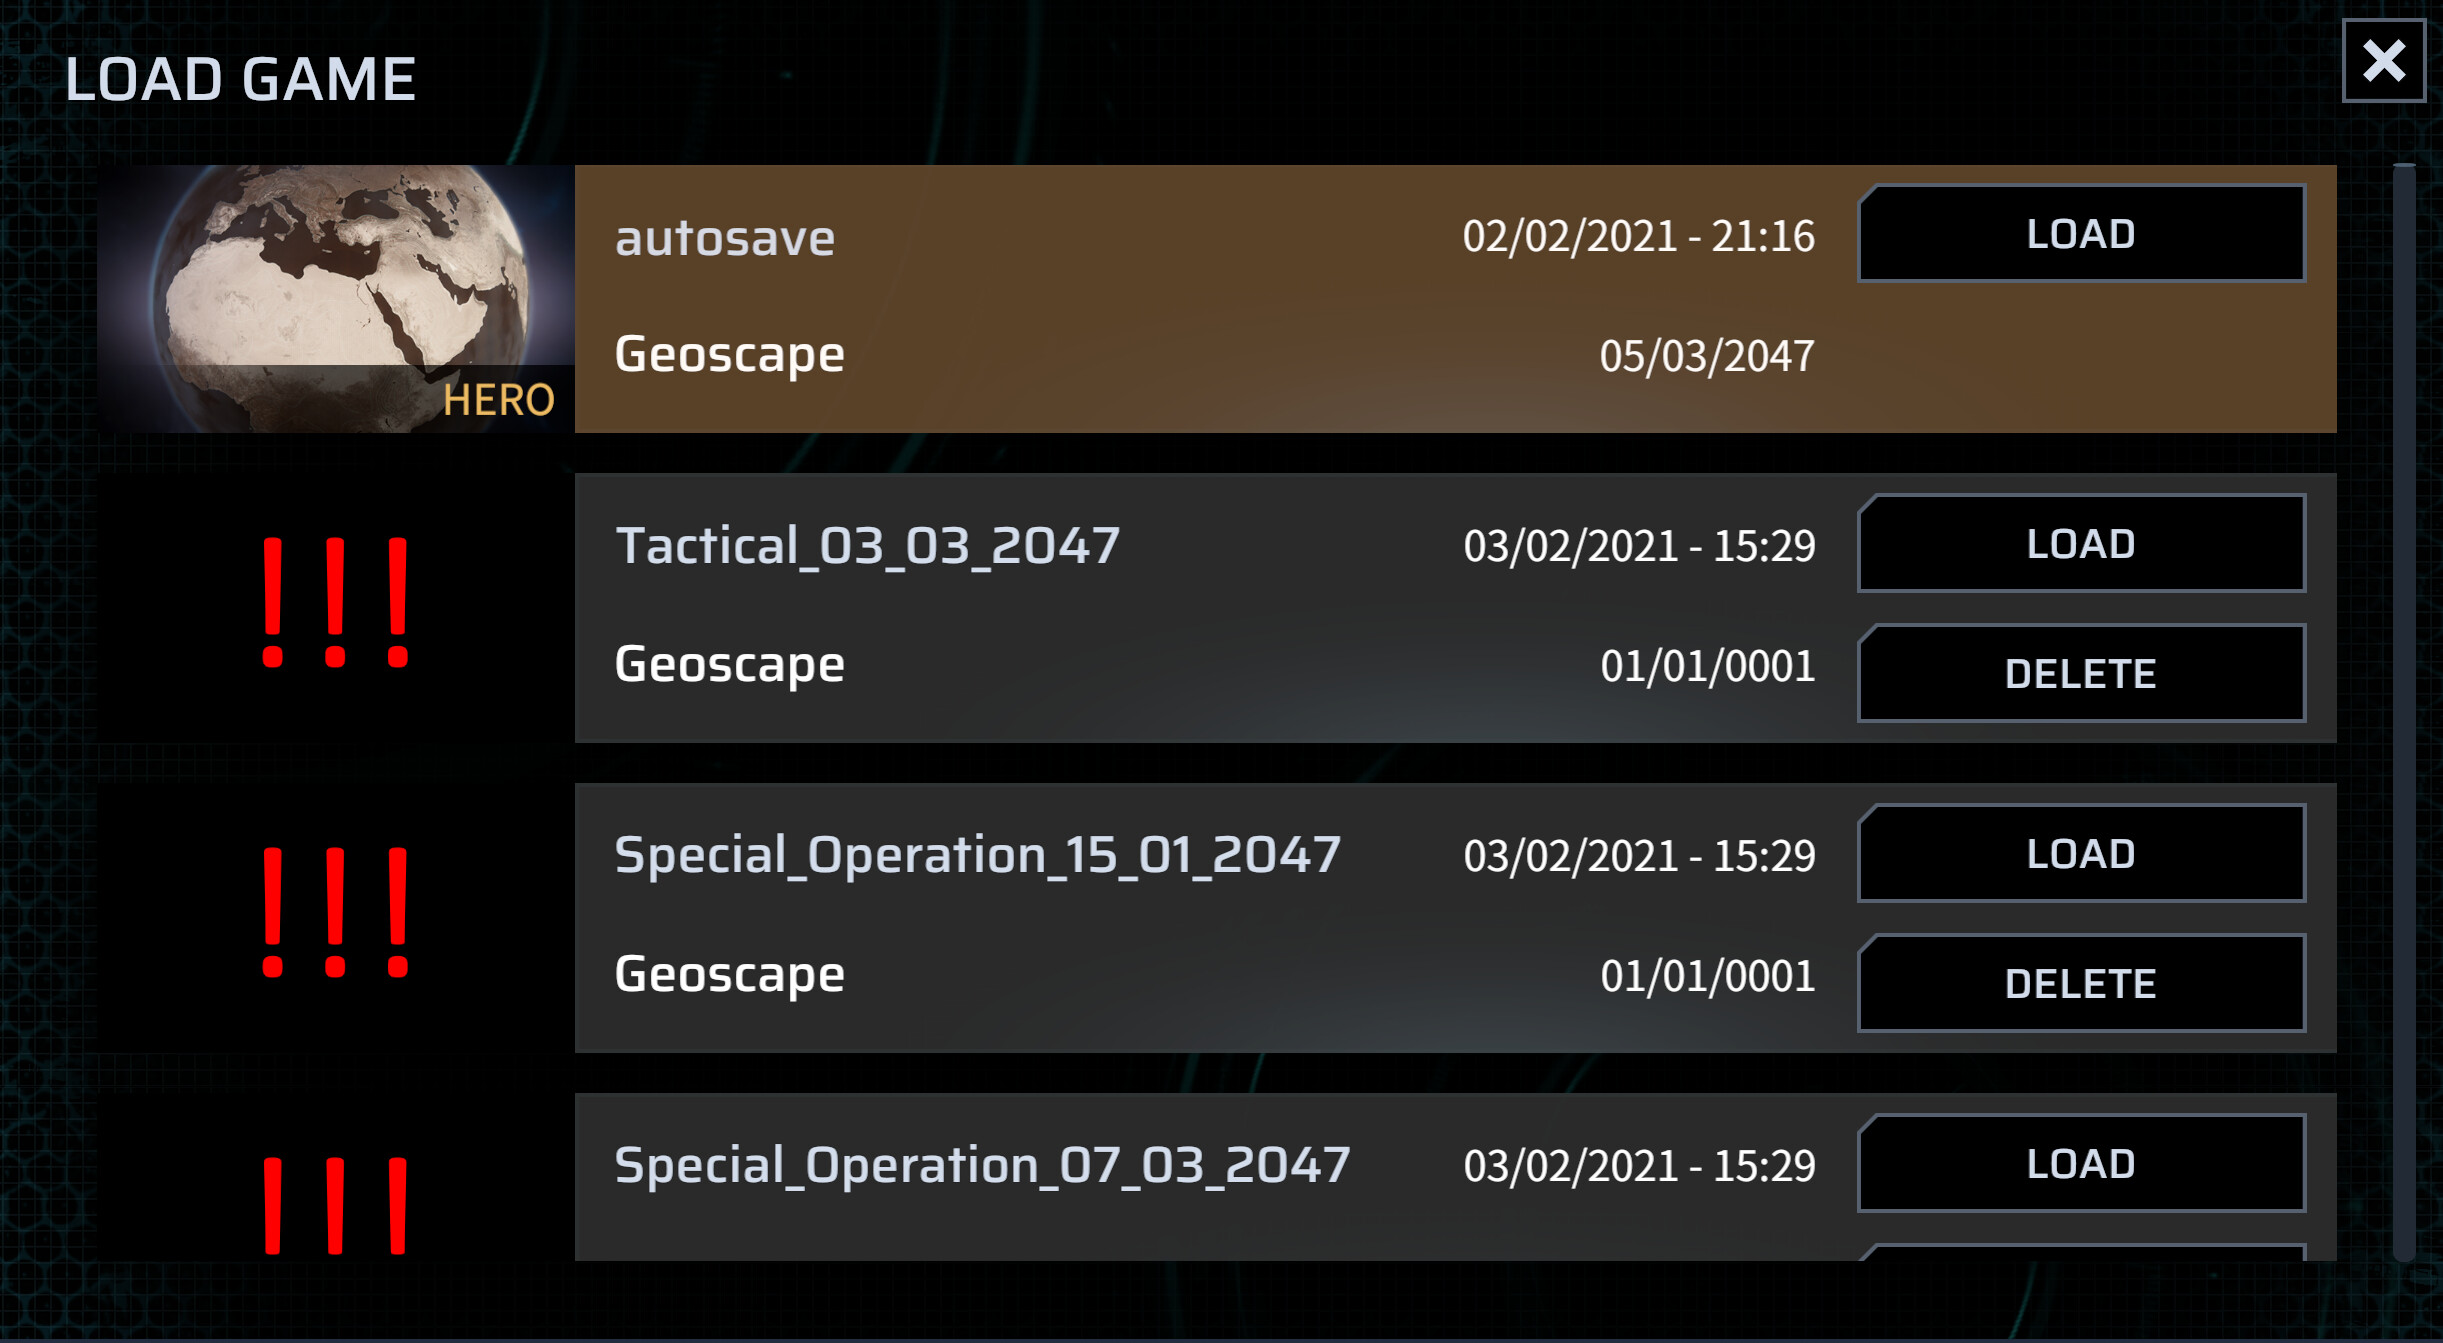 LOAD GAME
autosave 02/02/2021 - 21:16 LOAD
Geoscape 05/03/2047
HERO
Tactical_03_03_2047 03/02/2021 - 15:29 LOAD
!!!
Geoscape 01/01/0001 DELETE
Special_Operation_15_01_2047 03/02/2021 - 15:29 LOAD
!!!
Geoscape 01/01/0001 DELETE
Special_Operation_07_03_2047 03/02/2021 - 15:29 LOAD
!!!